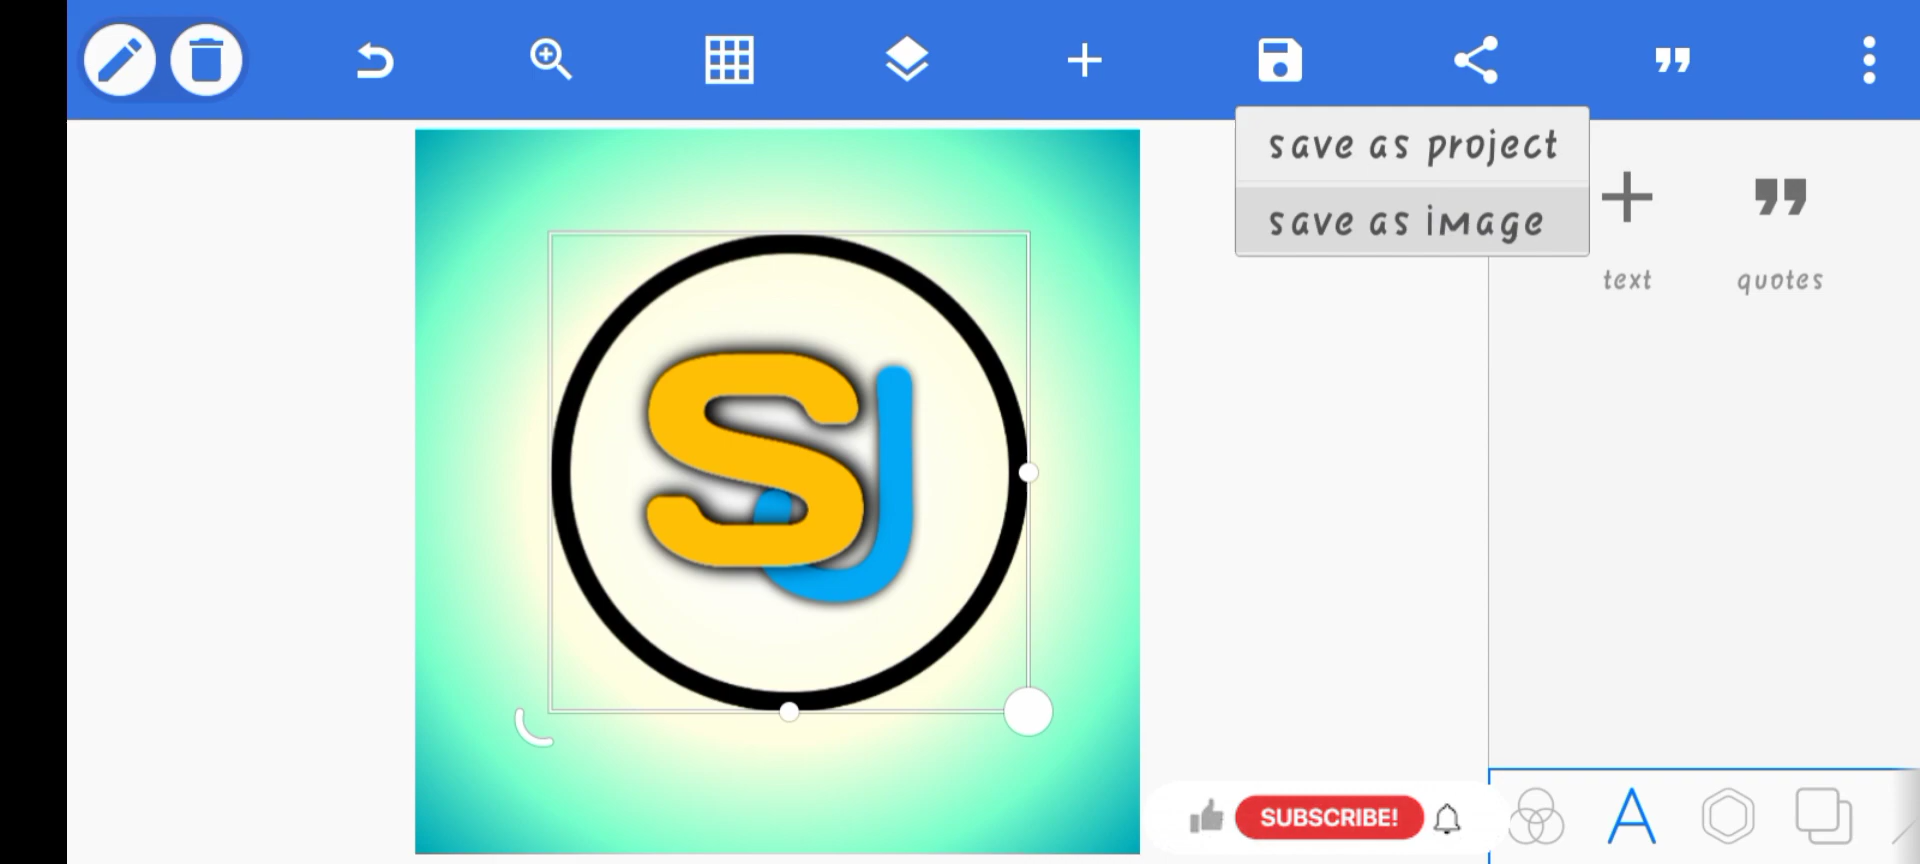 save as project
save as image
text
quotes
SJ
SUBSCRIBE!